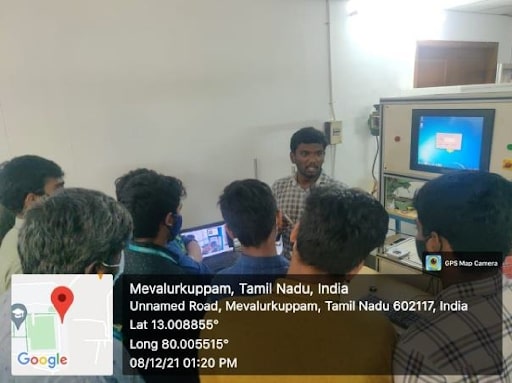 GPS Map Camera
Mevalurkuppam, Tamil Nadu, India
Unnamed Road, Mevalurkuppam, Tamil Nadu 602117, India
Lat 13.008855°
Long 80.005515°
08/12/21 01:20 PM
Google